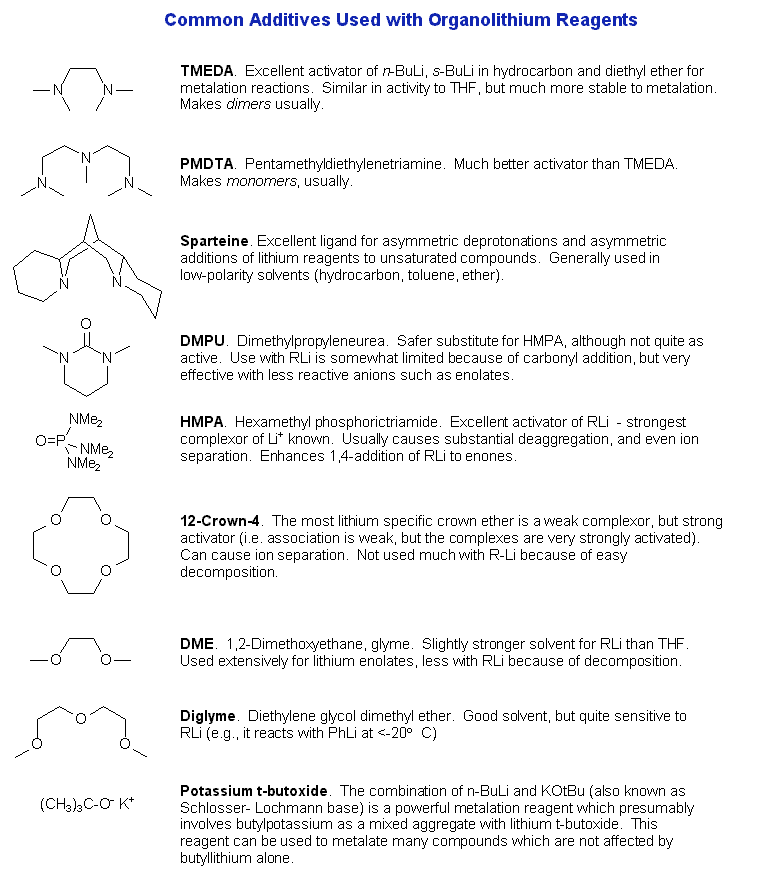 Common Additives Used with Organolithium Reagents
N N
TMEDA. Excellent activator of n-BuLi, s-BuLi in hydrocarbon and diethyl ether for
metalation reactions. Similar in activity to THF, but much more stable to metalation.
Makes dimers usually.
N
N N
PMDTA. Pentamethyldiethylenetriamine. Much better activator than TMEDA.
Makes monomers, usually.
N N
Sparteine. Excellent ligand for asymmetric deprotonations and asymmetric
additions of lithium reagents to unsaturated compounds. Generally used in
low-polarity solvents (hydrocarbon, toluene, ether).
O
N N
DMPU. Dimethylpropyleneurea. Safer substitute for HMPA, although not quite as
active. Use with RLi is somewhat limited because of carbonyl addition, but very
effective with less reactive anions such as enolates.
NMe2
O=P
NMe2
NMe2
HMPA. Hexamethyl phosphorictriamide. Excellent activator of RLi - strongest
complexor of Li+ known. Usually causes substantial deaggregation, and even ion
separation. Enhances 1,4-addition of RLi to enones.
O O
O O
12-Crown-4. The most lithium specific crown ether is a weak complexor, but strong
activator (i.e. association is weak, but the complexes are very strongly activated).
Can cause ion separation. Not used much with R-Li because of easy
decomposition.
O O
DME. 1,2-Dimethoxyethane, glyme. Slightly stronger solvent for RLi than THF.
Used extensively for lithium enolates, less with RLi because of decomposition.
O
O O
Diglyme. Diethylene glycol dimethyl ether. Good solvent, but quite sensitive to
RLi (e.g., it reacts with PhLi at <-20° C)
(CH3)3C-O- K+
Potassium t-butoxide. The combination of n-BuLi and KOtBu (also known as
Schlosser- Lochmann base) is a powerful metalation reagent which presumably
involves butylpotassium as a mixed aggregate with lithium t-butoxide. This
reagent can be used to metalate many compounds which are not affected by
butyllithium alone.